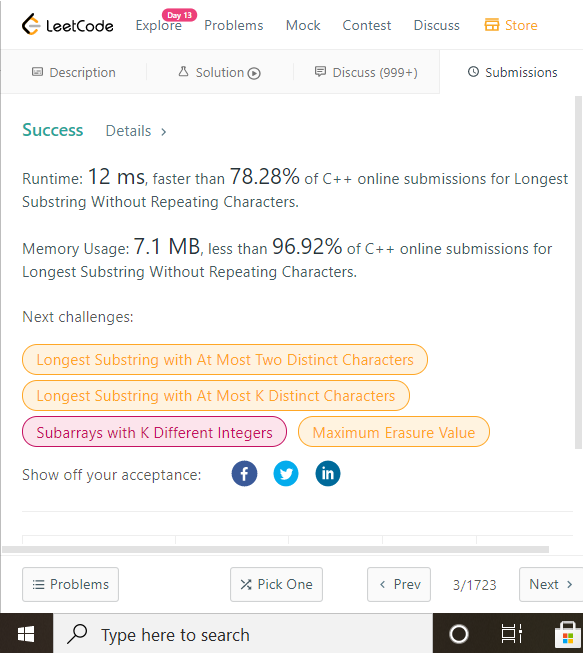 Day 13
LeetCode Explore Problems Mock Contest Discuss Store
Description Solution Discuss (999+) Submissions
Success Details >
Runtime: 12 ms, faster than 78.28% of C++ online submissions for Longest
Substring Without Repeating Characters.
Memory Usage: 7.1 MB, less than 96.92% of C++ online submissions for
Longest Substring Without Repeating Characters.
Next challenges:
Longest Substring with At Most Two Distinct Characters
Longest Substring with At Most K Distinct Characters
Subarrays with K Different Integers Maximum Erasure Value
Show off your acceptance: f in
Problems Pick One < Prev 3/1723 Next >
Type here to search